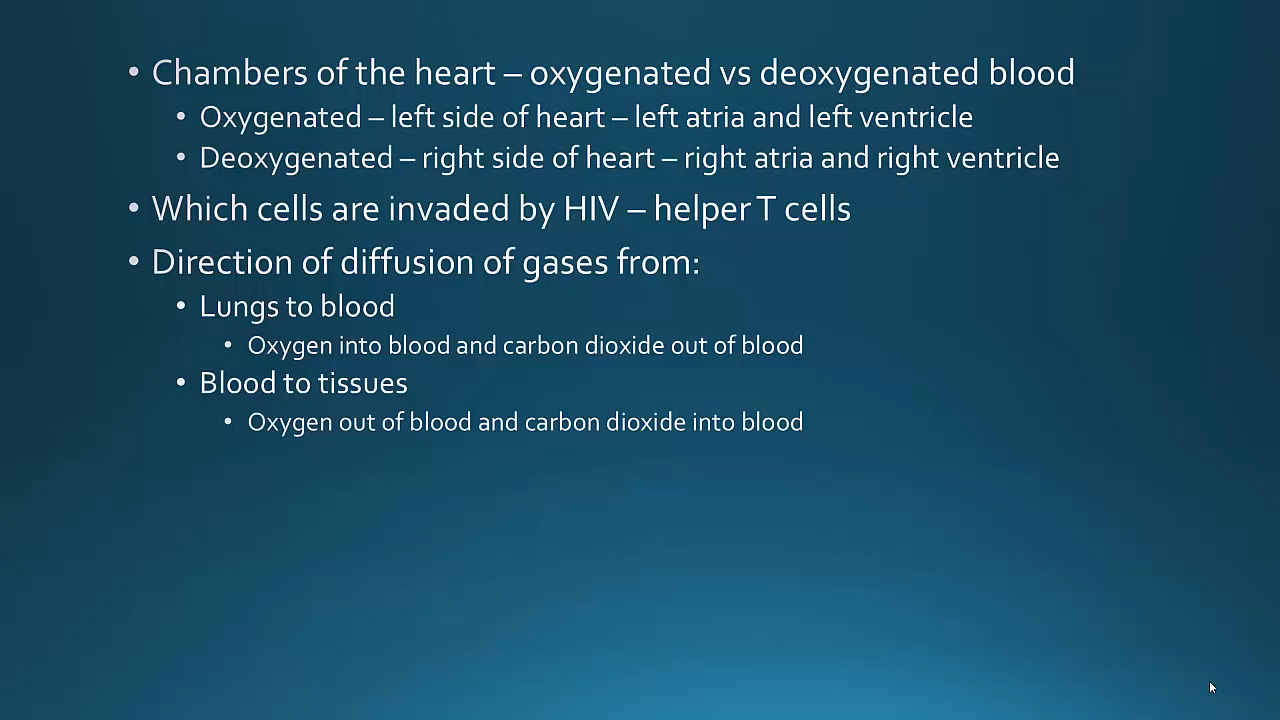 • Chambers of the heart – oxygenated vs deoxygenated blood
• Oxygenated – left side of heart – left atria and left ventricle
• Deoxygenated – right side of heart – right atria and right ventricle
• Which cells are invaded by HIV – helper T cells
• Direction of diffusion of gases from:
• Lungs to blood
• Oxygen into blood and carbon dioxide out of blood
• Blood to tissues
• Oxygen out of blood and carbon dioxide into blood